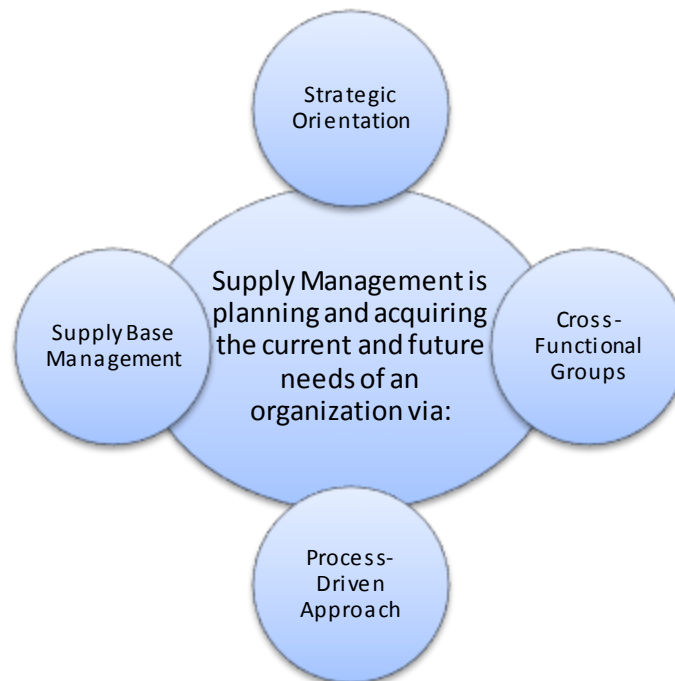 Strategic
Orientation
Supply Management is
planning and acquiring
the current and future
needs of an
organization via:
Supply Base
Management
Cross-
Functional
Groups
Process-
Driven
Approach